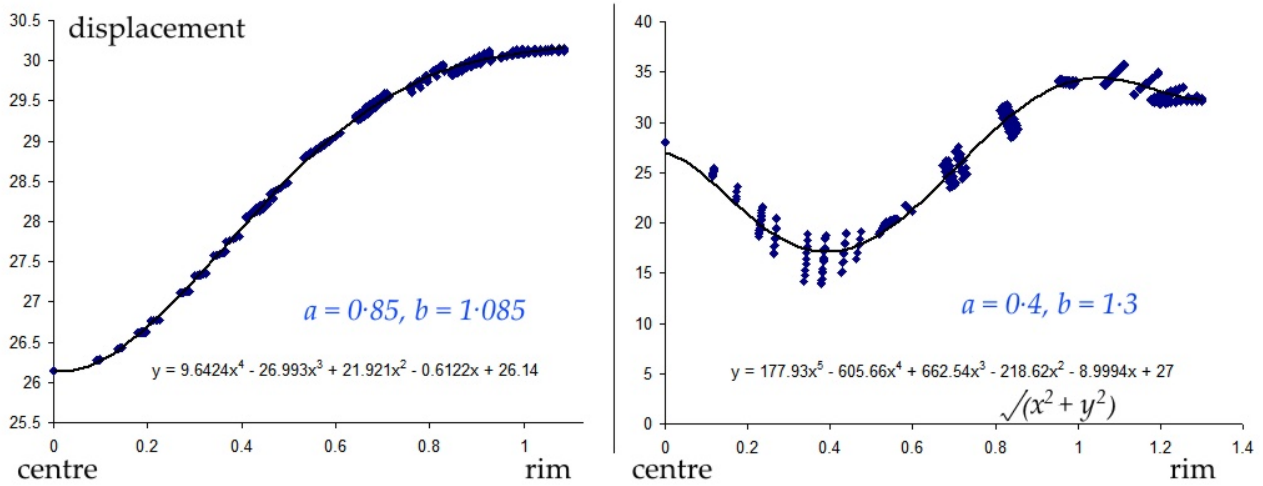 displacement
30.5
30
29.5
29
28.5
28
27.5
27
26.5
26
25.5
a = 0·85, b = 1·085
y = 9.6424x⁴ - 26.993x³ + 21.921x² - 0.6122x + 26.14
0 0.2 0.4 0.6 0.8 1
centre rim
40
35
30
25
20
15
10
5
0
a = 0·4, b = 1·3
y = 177.93x⁵ - 605.66x⁴ + 662.54x³ - 218.62x² - 8.9994x + 27
√(x² + y²)
0 0.2 0.4 0.6 0.8 1 1.2 1.4
centre rim